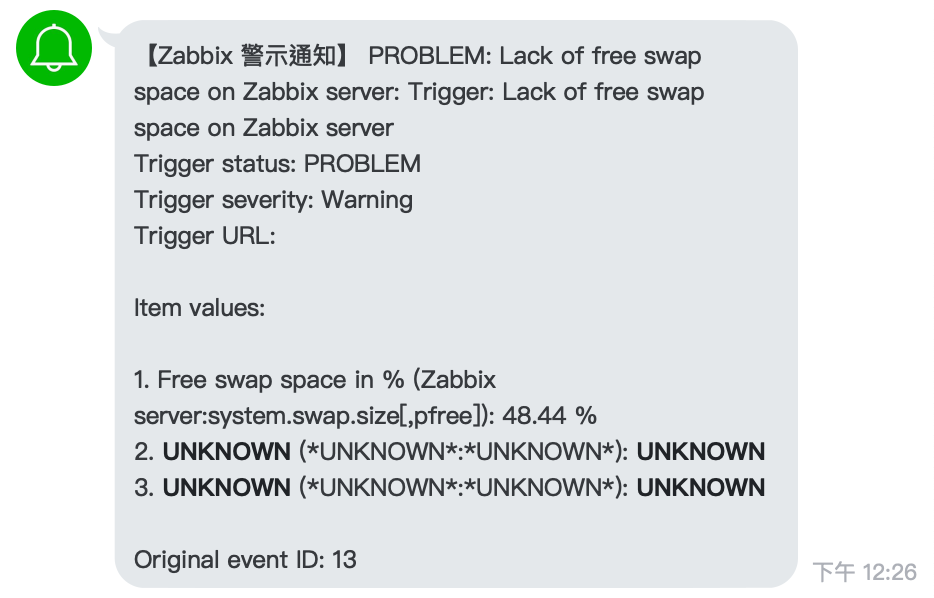 【Zabbix 警示通知】 PROBLEM: Lack of free swap
space on Zabbix server: Trigger: Lack of free swap
space on Zabbix server
Trigger status: PROBLEM
Trigger severity: Warning
Trigger URL:
Item values:
1. Free swap space in % (Zabbix
server:system.swap.size[,pfree]): 48.44 %
2. UNKNOWN (*UNKNOWN*:*UNKNOWN*): UNKNOWN
3. UNKNOWN (*UNKNOWN*:*UNKNOWN*): UNKNOWN
Original event ID: 13
下午 12:26